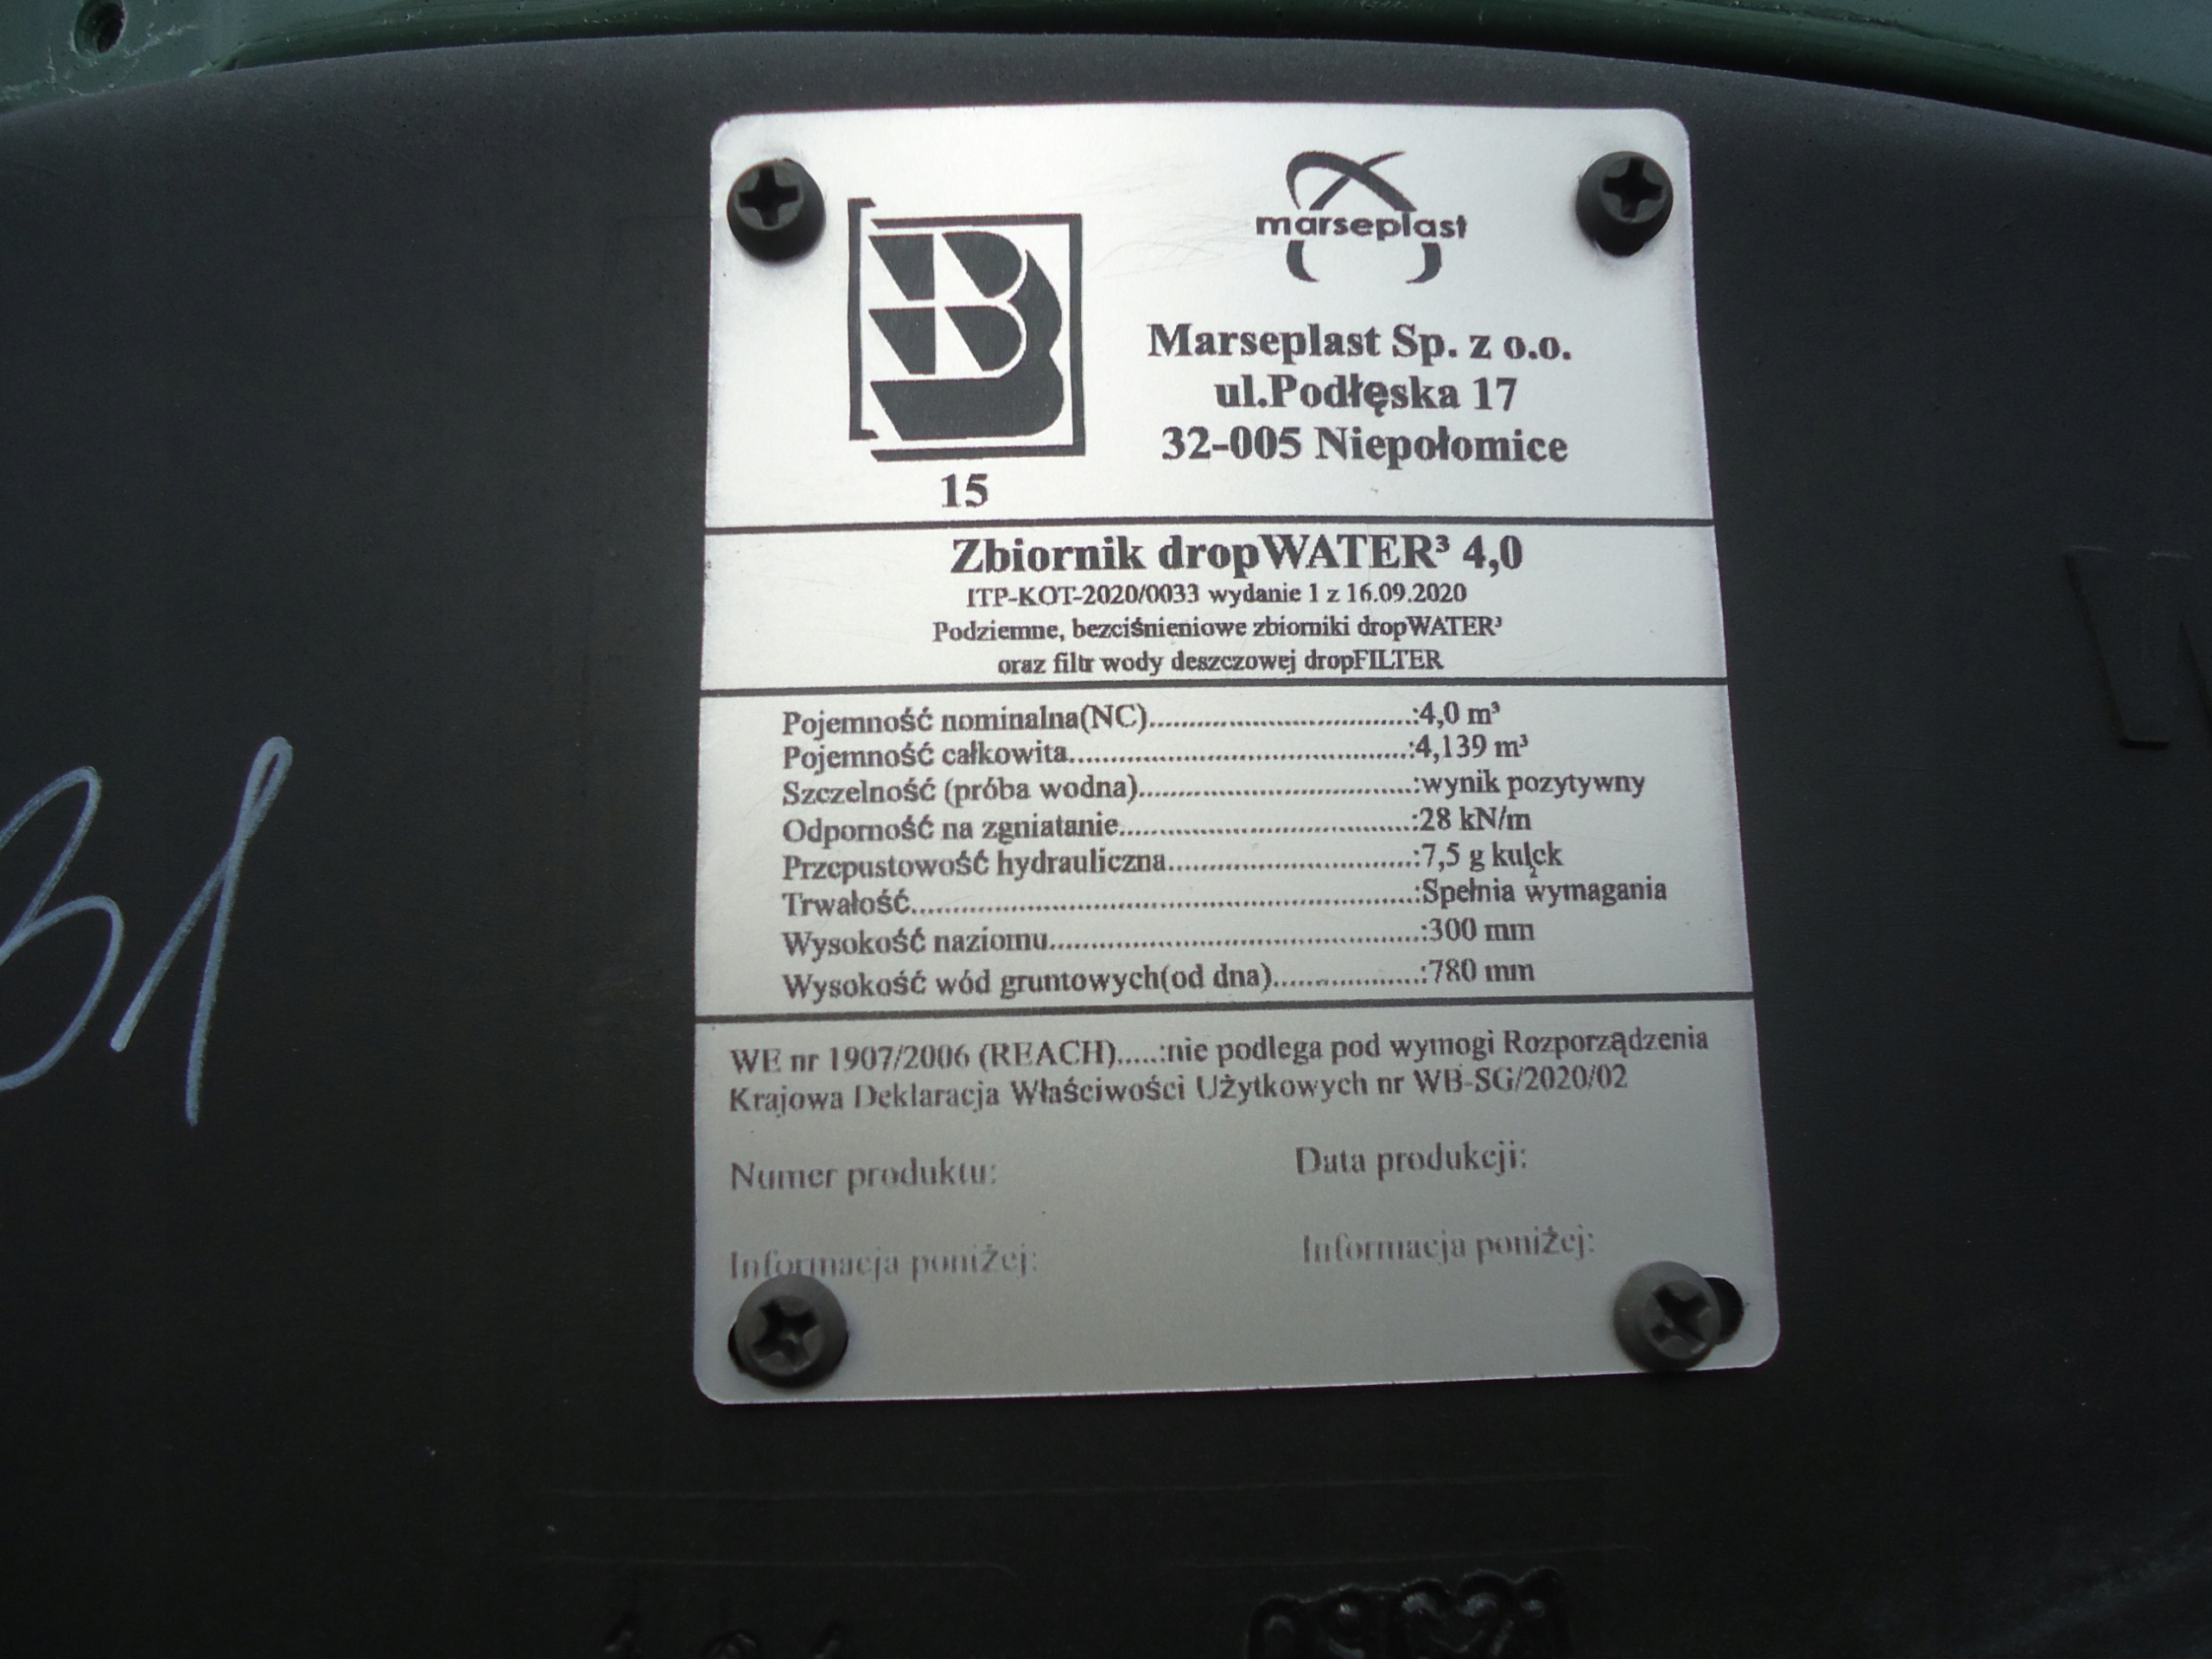 marseplast
Marseplast Sp. z o.o.
ul.Podłęska 17
32-005 Niepołomice
B
15
Zbiornik dropWATER³ 4,0
ITP-KOT-2020/0033 wydanie 1 z 16.09.2020
Podziemne, bezciśnieniowe zbiorniki dropWATER³
oraz filtr wody deszczowej dropFILTER
Pojemność nominalna(NC)..............................:4,0 m³
Pojemność całkowita......................................:4,139 m³
Szczelność (próba wodna)..............................:wynik pozytywny
Odporność na zgniatanie................................:28 kN/m
Przepustowość hydrauliczna...........................:7,5 g kulek
Trwałość.......................................................:Spełnia wymagania
Wysokość naziomu........................................:300 mm
Wysokość wód gruntowych(od dna)................:780 mm
WE nr 1907/2006 (REACH).....:nie podlega pod wymogi Rozporządzenia
Krajowa Deklaracja Właściwości Użytkowych nr WB-SG/2020/02
Numer produktu: Data produkcji:
Informacja poniżej: Informacja poniżej:
31